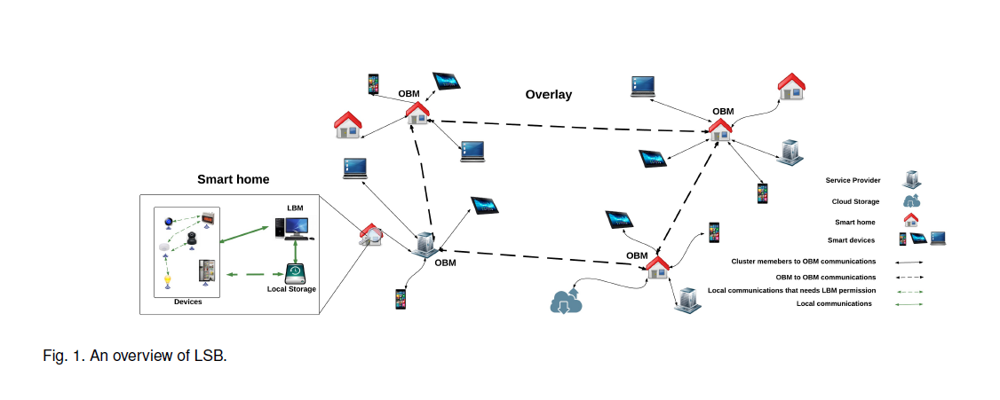 OBM
Overlay
OBM
Smart home
LBM
Local Storage
Devices
OBM
OBM
Service Provider
Cloud Storage
Smart home
Smart devices
Cluster memebers to OBM communications
OBM to OBM communications
Local communications that needs LBM permission
Local communications
Fig. 1. An overview of LSB.